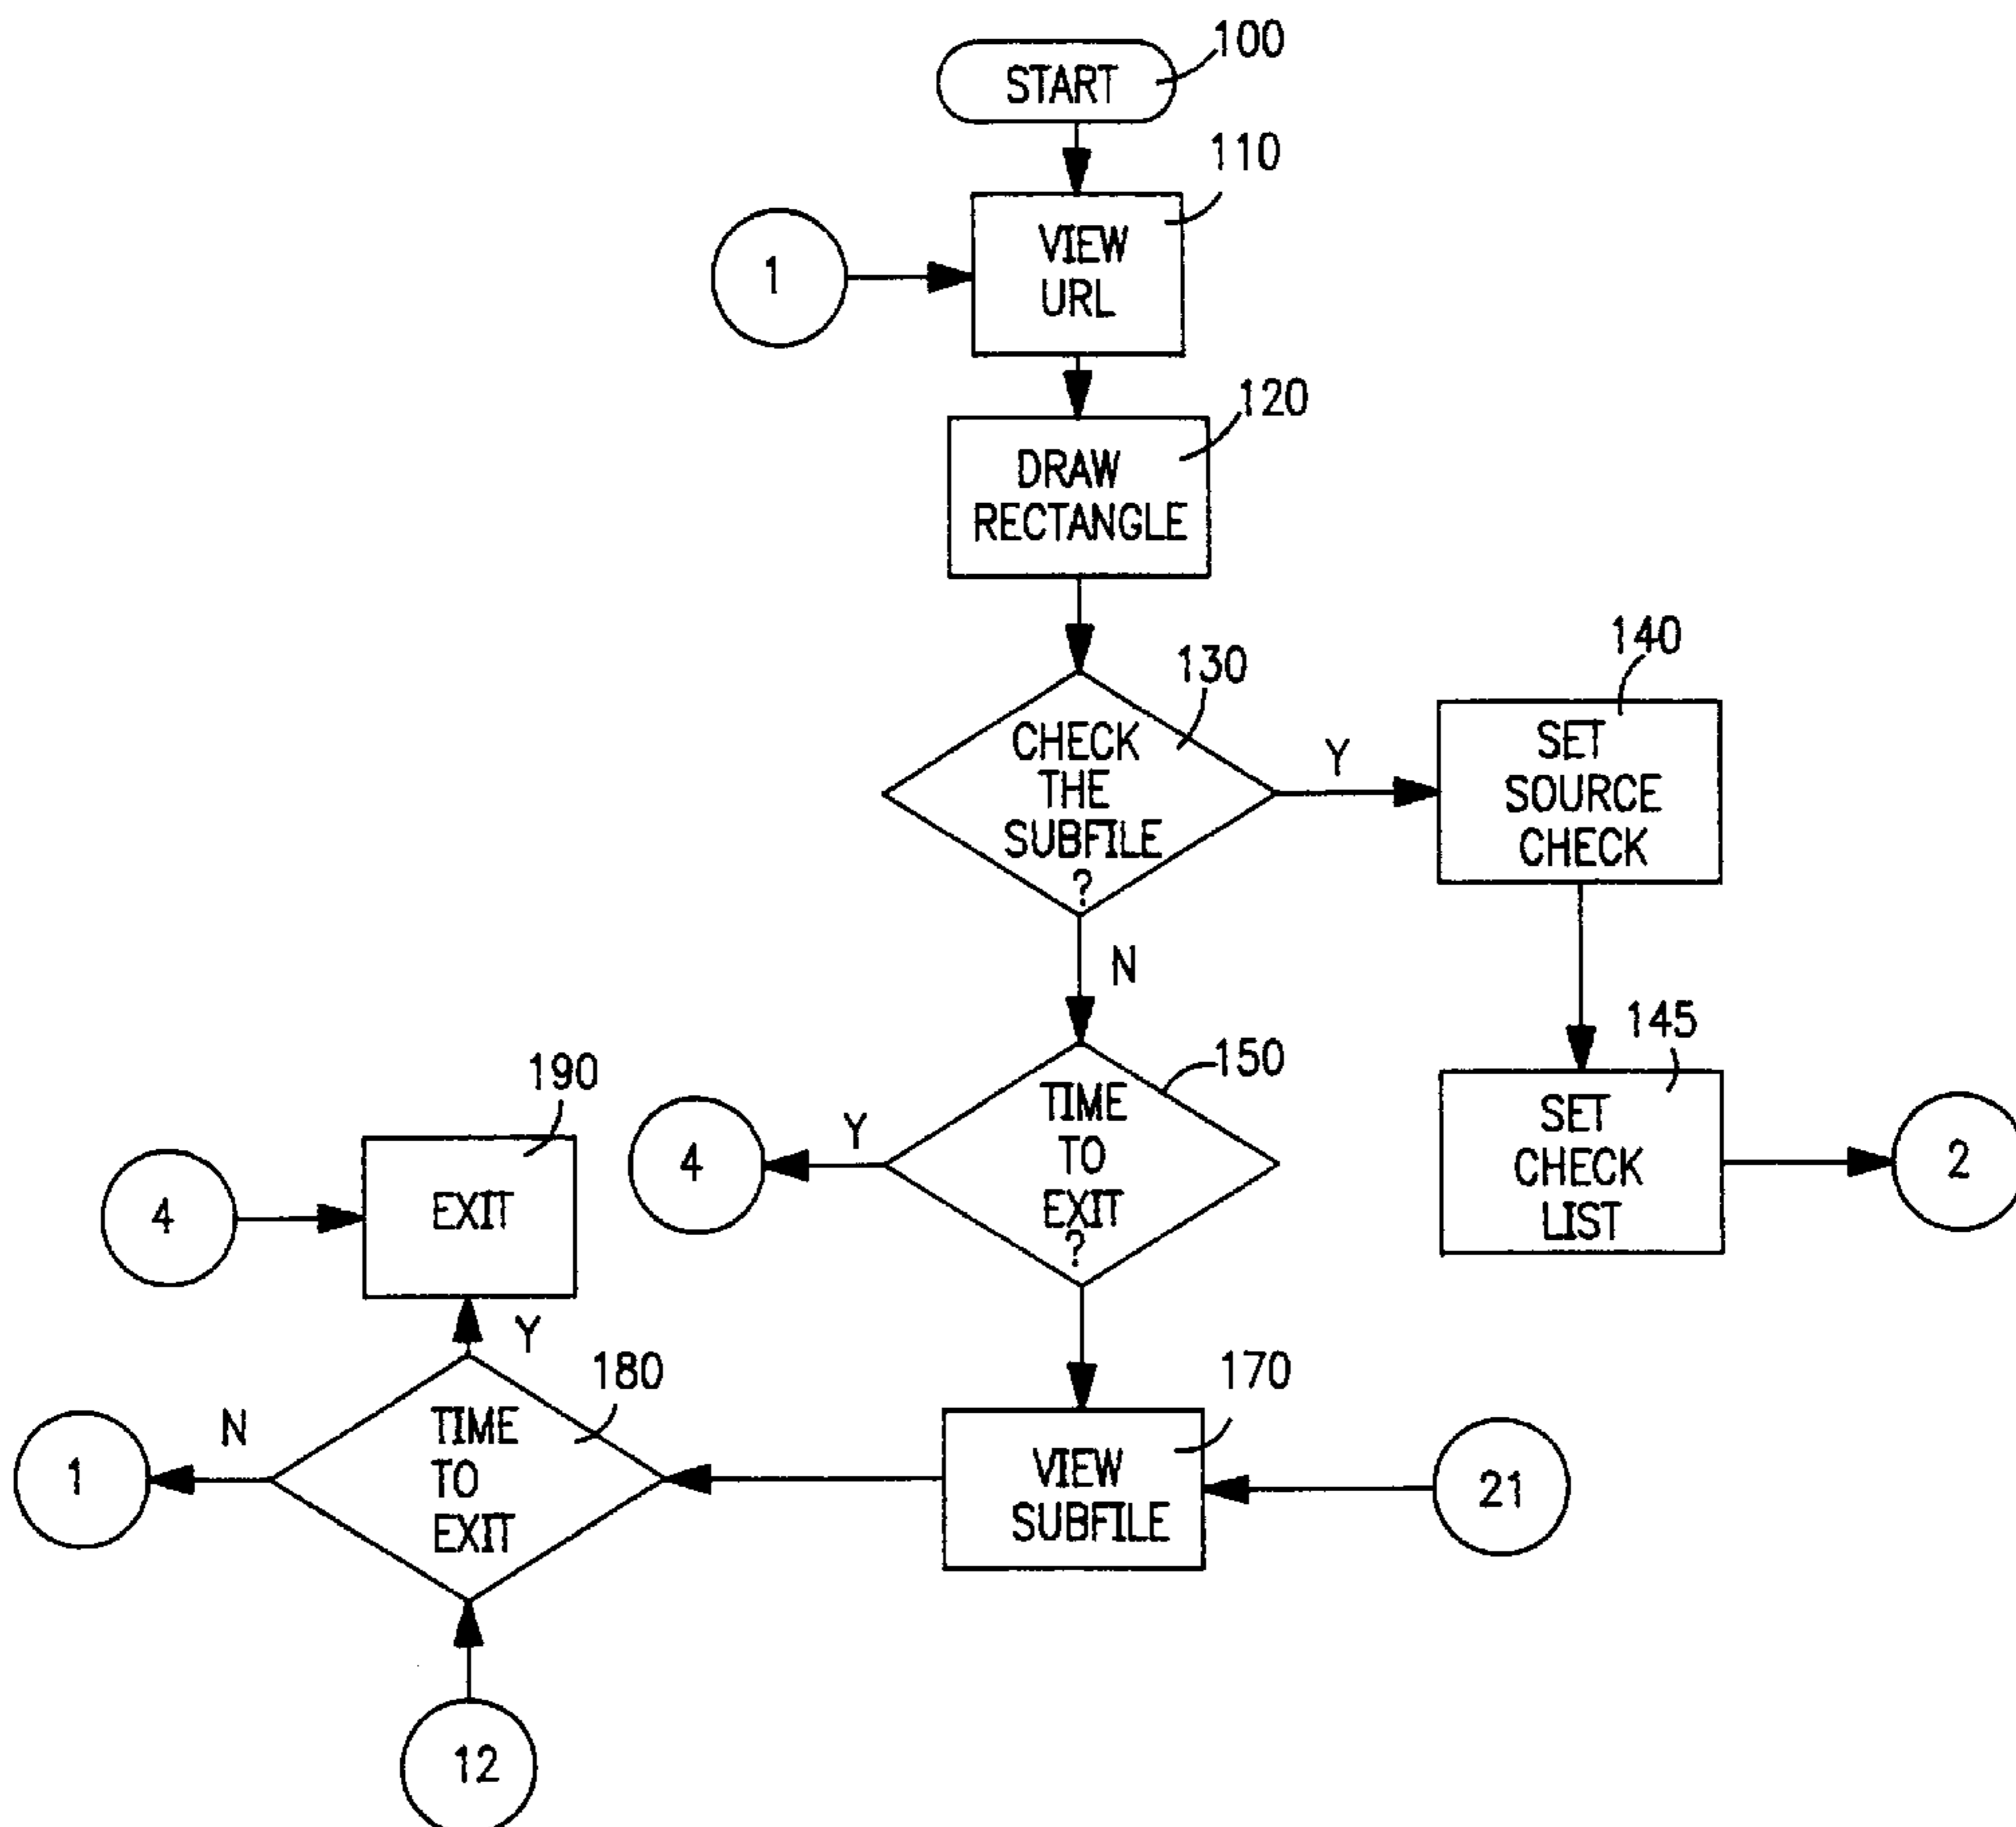 100
START
110
VIEW
URL
1
120
DRAW
RECTANGLE
130
CHECK
THE
SUBFILE
?
Y
140
SET
SOURCE
CHECK
N
145
SET
CHECK
LIST
2
150
TIME
TO
EXIT
?
Y
4
190
EXIT
4
Y
180
TIME
TO
EXIT
N
1
170
VIEW
SUBFILE
21
12